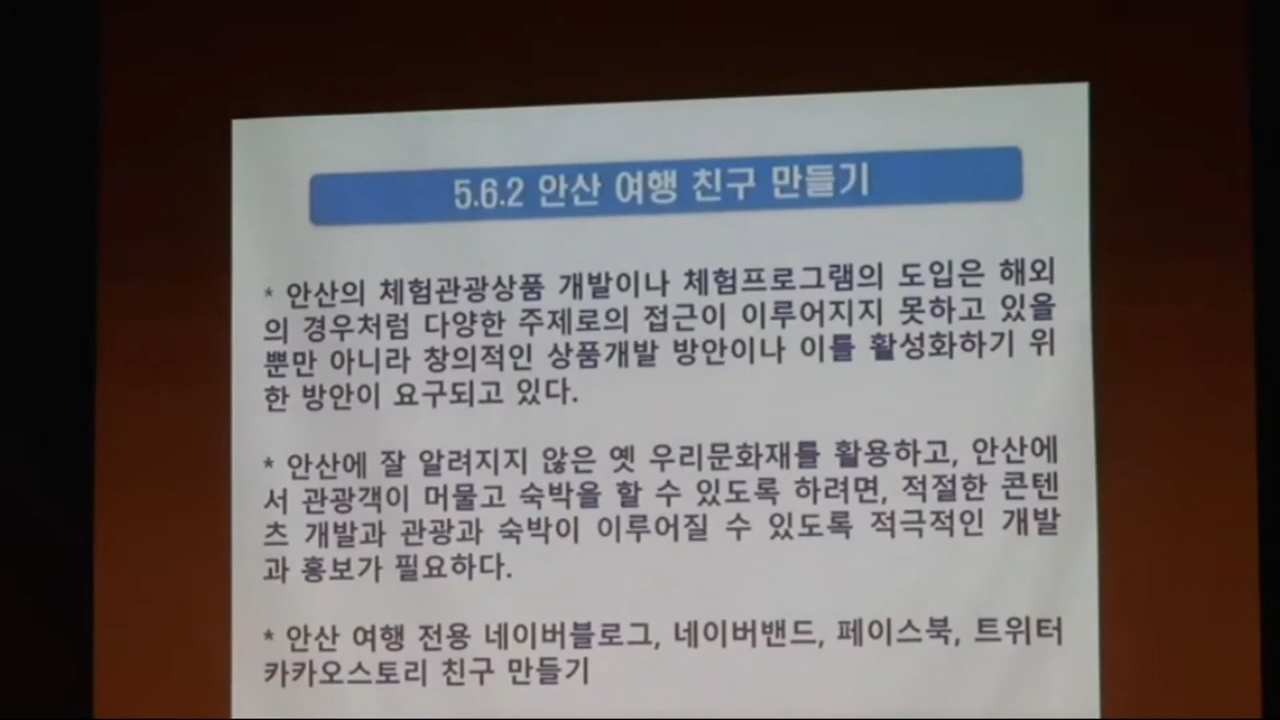 5.6.2 안산 여행 친구 만들기
* 안산의 체험관광상품 개발이나 체험프로그램의 도입은 해외
의 경우처럼 다양한 주제로의 접근이 이루어지지 못하고 있을
뿐만 아니라 창의적인 상품개발 방안이나 이를 활성화하기 위
한 방안이 요구되고 있다.
* 안산에 잘 알려지지 않은 옛 우리문화재를 활용하고, 안산에
서 관광객이 머물고 숙박을 할 수 있도록 하려면, 적절한 콘텐
츠 개발과 관광과 숙박이 이루어질 수 있도록 적극적인 개발
과 홍보가 필요하다.
* 안산 여행 전용 네이버블로그, 네이버밴드, 페이스북, 트위터
카카오스토리 친구 만들기